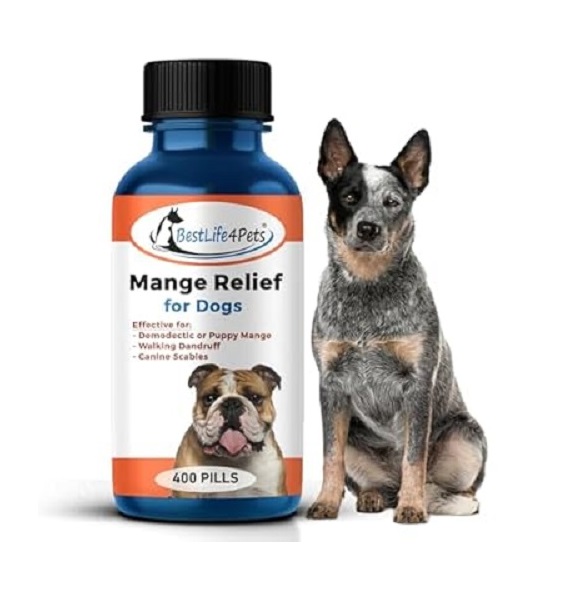 BestLife4Pets®
Mange Relief
for Dogs
Effective for:
- Demodectic or Puppy Mange
- Walking Dandruff
- Canine Scabies
400 PILLS